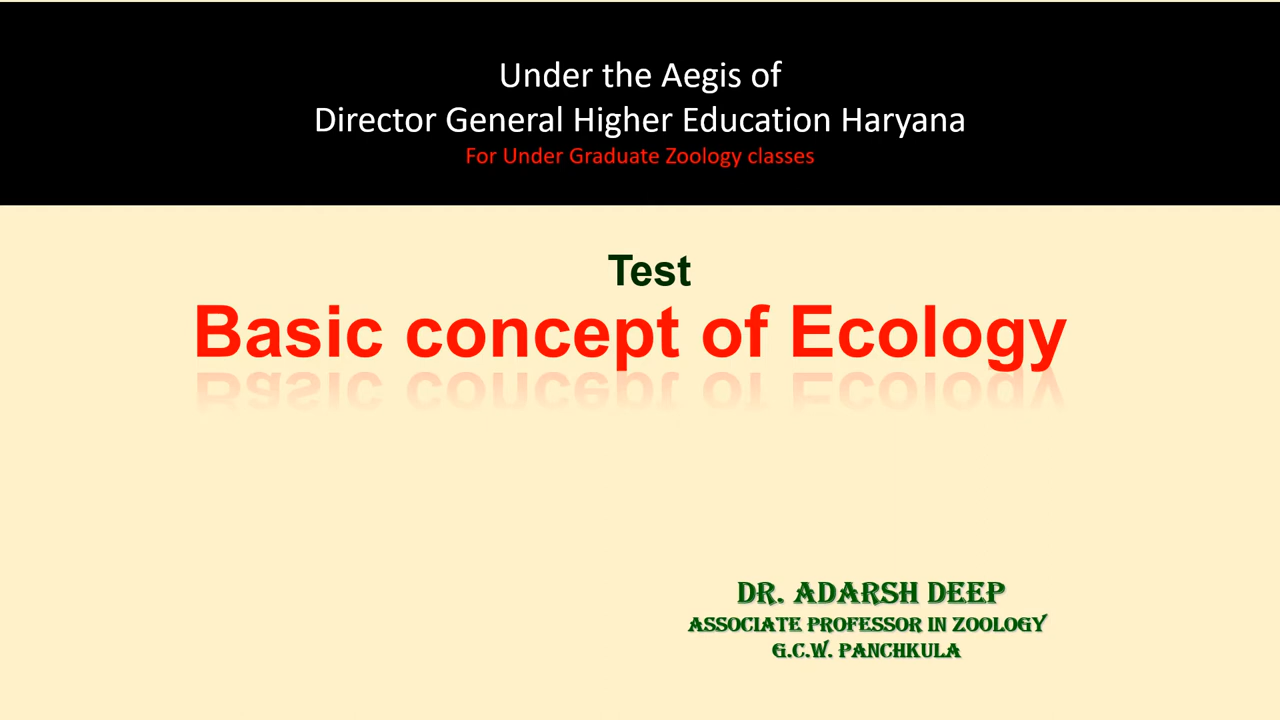 Under the Aegis of
Director General Higher Education Haryana
For Under Graduate Zoology classes
Test
Basic concept of Ecology
DR. ADARSH DEEP
ASSOCIATE PROFESSOR IN ZOOLOGY
G.C.W. PANCHKULA